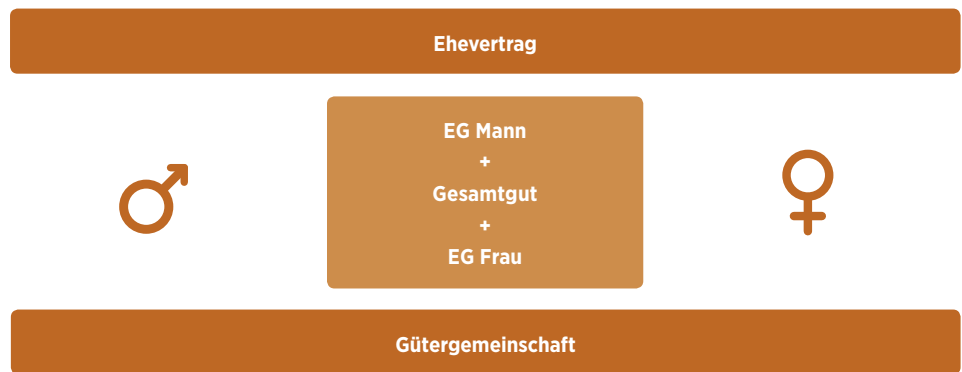 Ehevertrag
EG Mann
+
Gesamtgut
+
EG Frau
Gütergemeinschaft